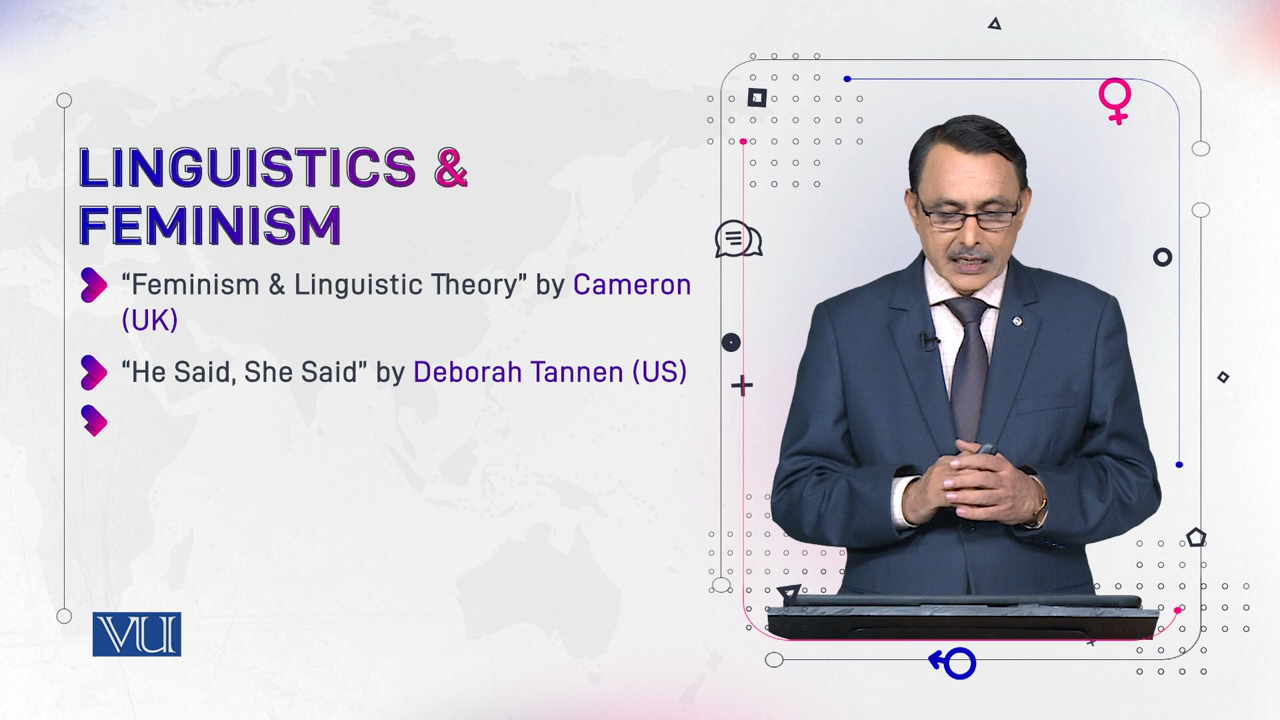 LINGUISTICS &
FEMINISM
“Feminism & Linguistic Theory” by Cameron
(UK)
“He Said, She Said” by Deborah Tannen (US)
VU